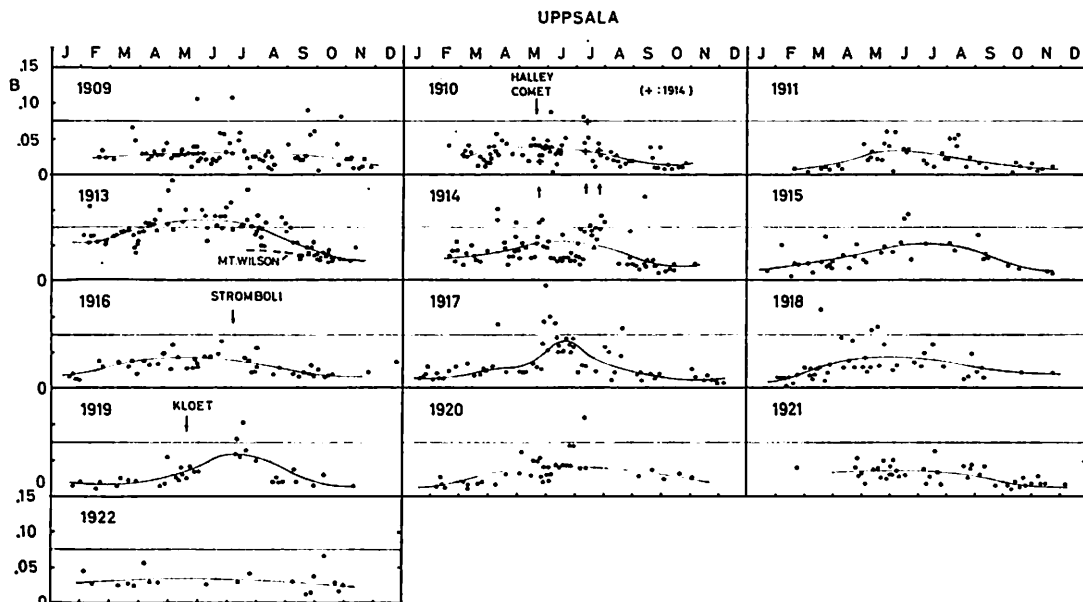 UPPSALA
J F M A M J J A S O N D J F M A M J J A S O N D J F M A M J J A S O N D
.15
B
.10
.05
0
1909
1910
HALLEY
COMET
(+ : 1914)
1911
1913
MT. WILSON
1914
1915
0
1916
STROMBOLI
1917
1918
0
1919
KLOET
1920
1921
0
.15
1922
.10
.05
0